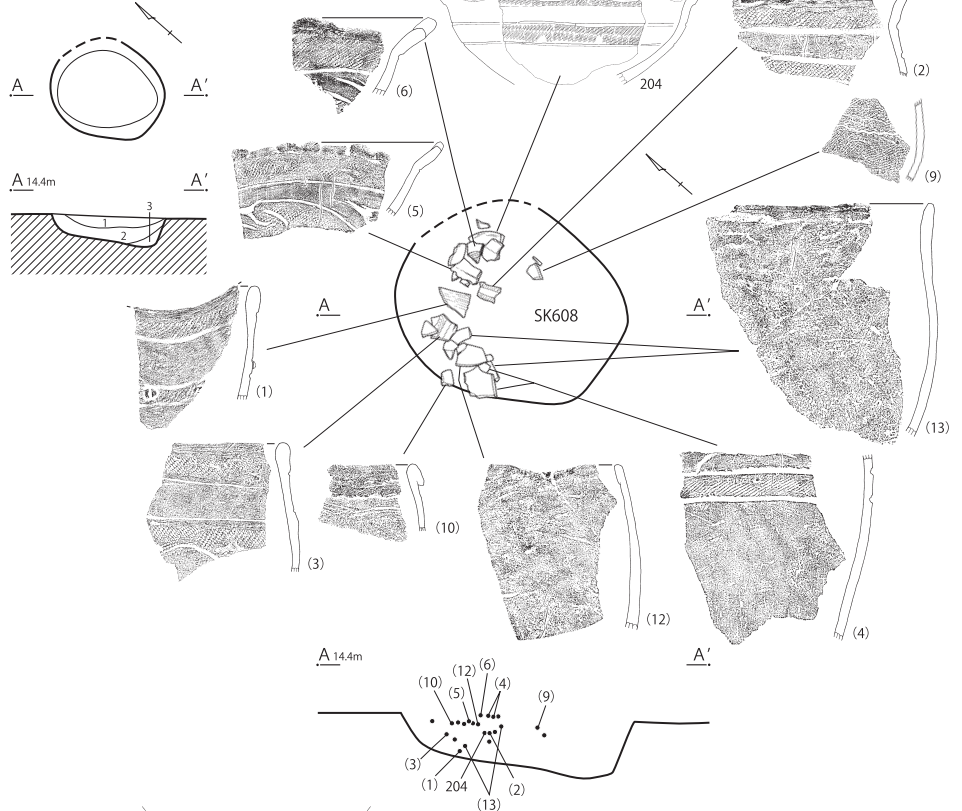 A A′
A 14.4m A′
1
2
3
(6)
204
(2)
(9)
(5)
(13)
A A′
SK608
(1)
(3)
(10)
(12)
(4)
A 14.4m A′
(12) (6)
(10) (5) (4) (9)
(3)
(1) 204 (2)
(13)